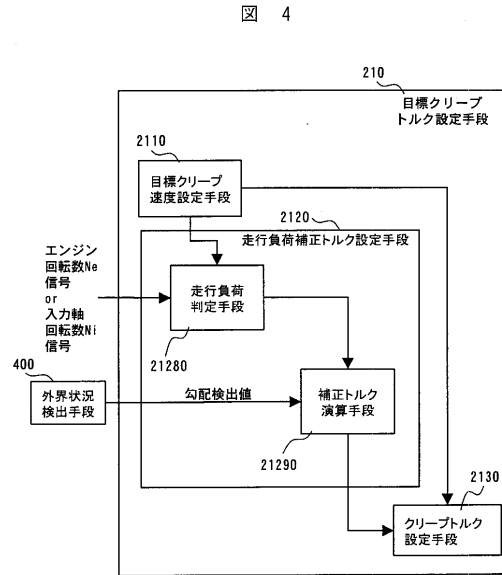 図 4
210
目標クリープ
トルク設定手段
2110
目標クリープ
速度設定手段
2120
走行負荷補正トルク設定手段
エンジン
回転数Ne
信号
or
入力軸
回転数Ni
信号
走行負荷
判定手段
21280
400
外界状況
検出手段
勾配検出値
補正トルク
演算手段
21290
2130
クリープトルク
設定手段